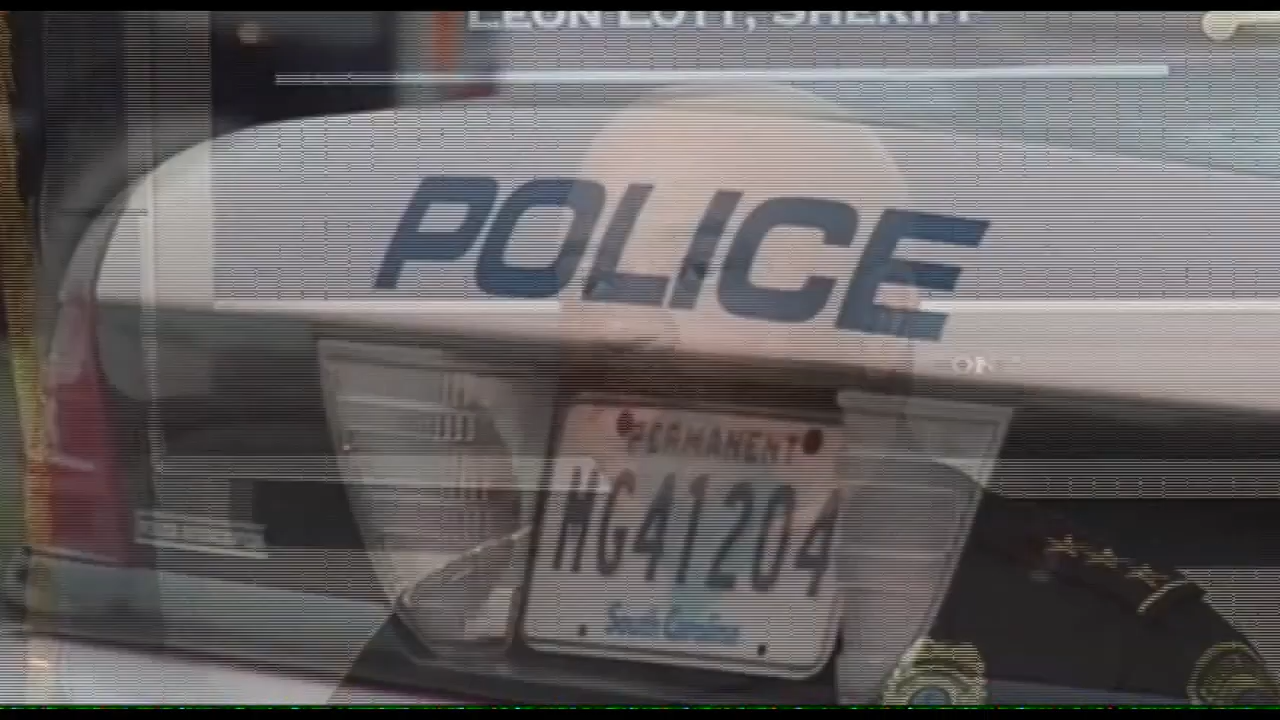 LEON LOTT, SHERIFF
POLICE
PERMANENT
MG41204
South Carolina